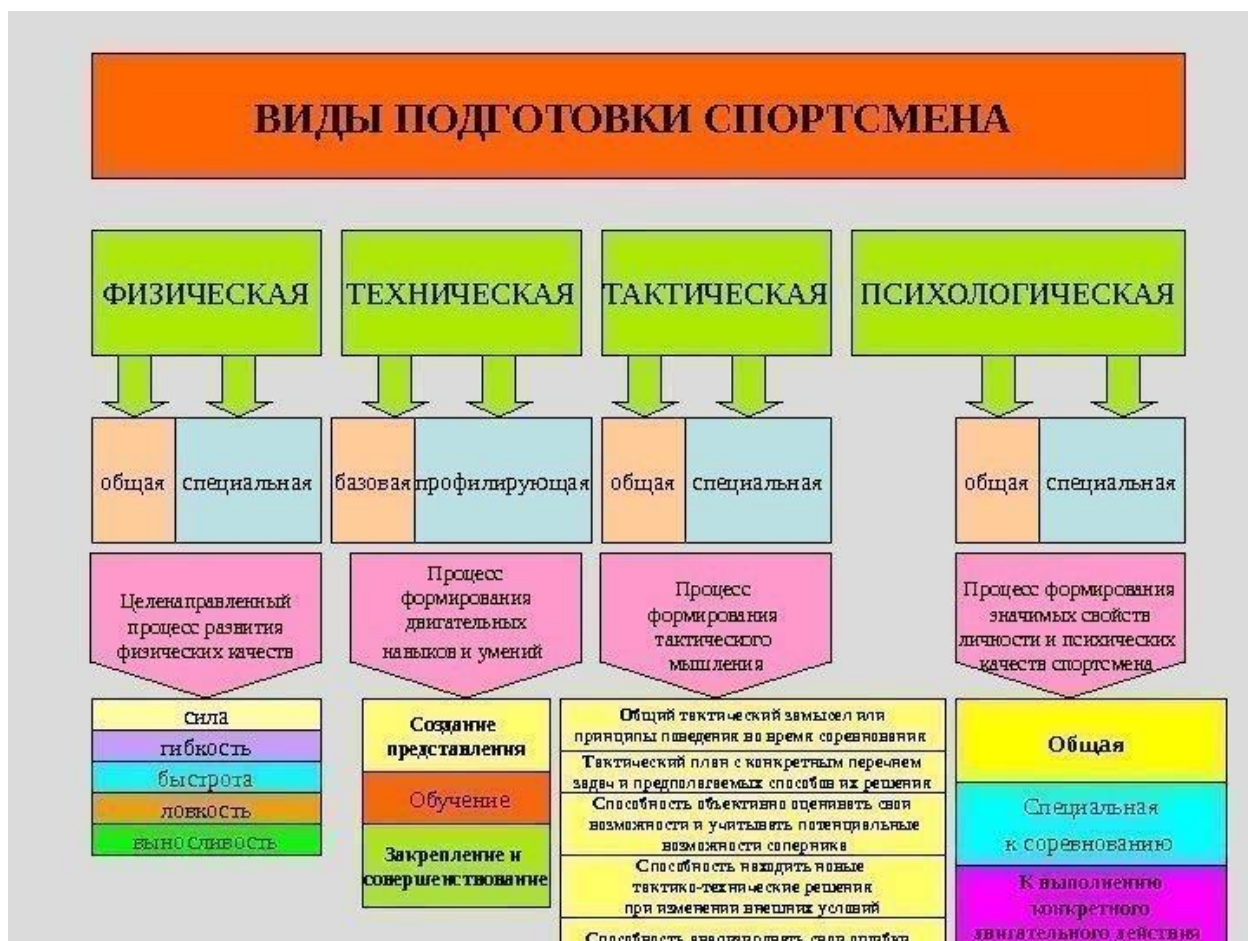 ВИДЫ ПОДГОТОВКИ СПОРТСМЕНА
ФИЗИЧЕСКАЯ
ТЕХНИЧЕСКАЯ
ТАКТИЧЕСКАЯ
ПСИХОЛОГИЧЕСКАЯ
общая
специальная
базовая
профилирующая
общая
специальная
общая
специальная
Целенаправленный
процесс развития
физических качеств
Процесс
формирования
двигательных
навыков и умений
Процесс
формирования
тактического
мышления
Процесс формирования
значимых свойств
личности и психических
качеств спортсмена
сила
гибкость
быстрота
ловкость
выносливость
Создание
представления
Обучение
Закрепление и
совершенствование
Общий тактический замысел или
принципы поведения во время соревнования
Тактический план с конкретным перечнем
задач и предполагаемых способов их решения
Способность объективно оценивать свои
возможности и учитывать потенциальные
возможности соперника
Способность находить новые
тактико-технические решения
при изменении внешних условий
Способность анализировать свои ошибки
Общая
Специальная
к соревнованию
К выполнению
конкретного
двигательного действия